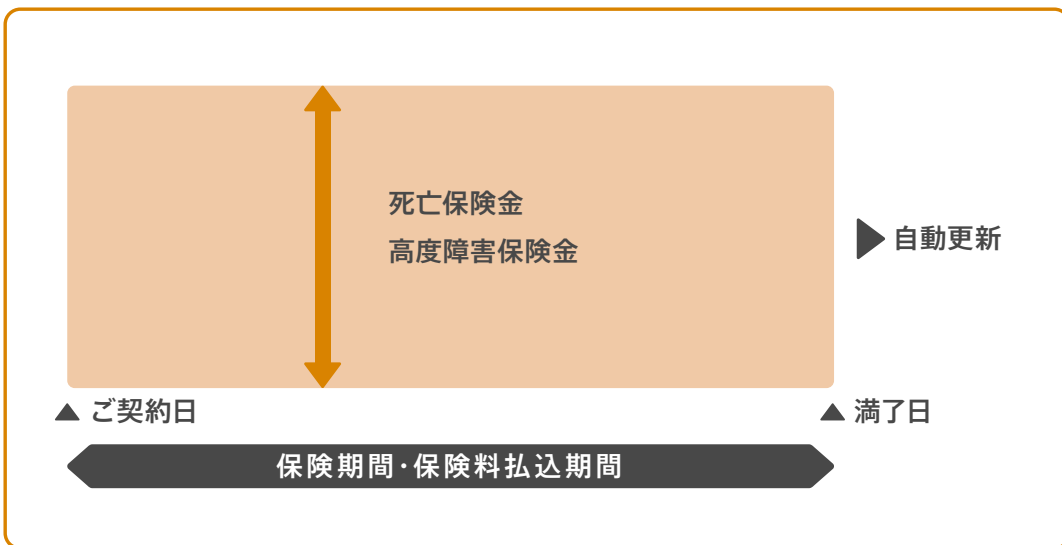 死亡保険金
高度障害保険金
自動更新
ご契約日
満了日
保険期間・保険料払込期間